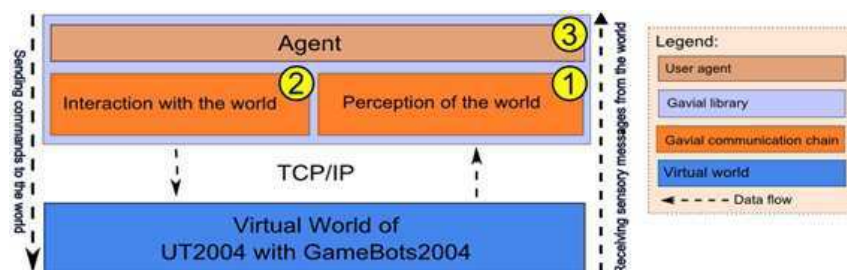 Sending commands to the world
Agent
3
Interaction with the world
2
Perception of the world
1
TCP/IP
Virtual World of
UT2004 with GameBots2004
Receiving sensory messages from the world
Legend:
User agent
Gavial library
Gavial communication chain
Virtual world
Data flow